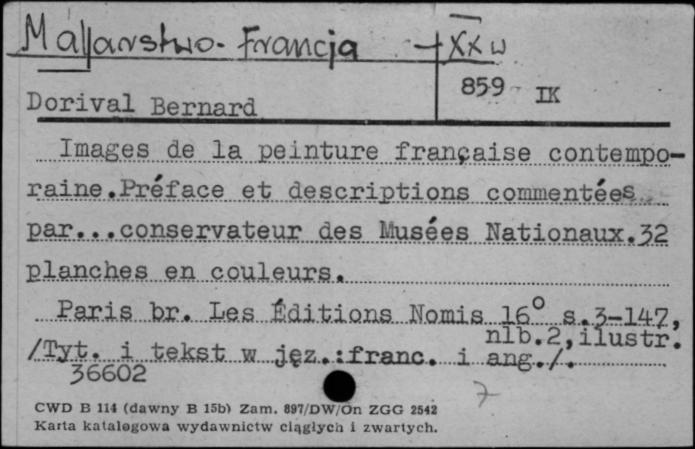 Malarstwo - Francja + XX w
859 IK
Dorival Bernard
Images de la peinture française contempo-
raine.Préface et descriptions commentées
par...conservateur des Musées Nationaux.32
planches en couleurs.
Paris br. Les Éditions Nomis 16° s.3-147,
nlb.2,ilustr.
/Tyt. i tekst w jęz.:franc. i ang./.
36602
7
CWD B 114 (dawny B 15b) Zam. 897/DW/On ZGG 2542
Karta katalogowa wydawnictw ciągłych i zwartych.